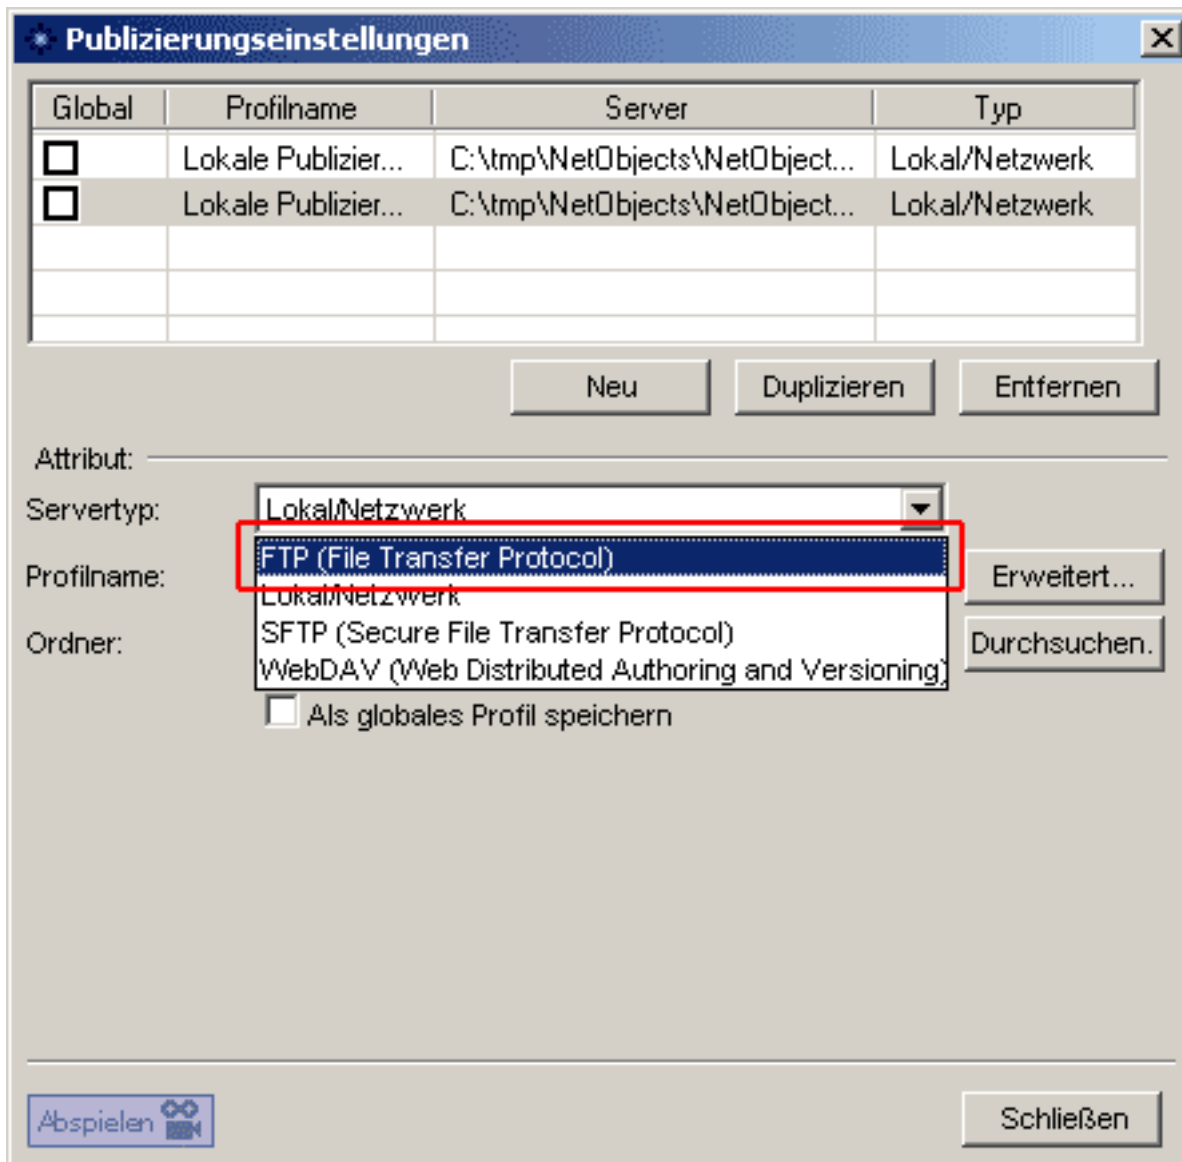 Publizierungseinstellungen
Global Profilname Server Typ
Lokale Publizier... C:\tmp\NetObjects\NetObject... Lokal/Netzwerk
Lokale Publizier... C:\tmp\NetObjects\NetObject... Lokal/Netzwerk
Neu Duplizieren Entfernen
Attribut:
Servertyp: Lokal/Netzwerk
FTP (File Transfer Protocol)
Profilname: Erweitert...
Lokal/Netzwerk
SFTP (Secure File Transfer Protocol)
Ordner: Durchsuchen.
WebDAV (Web Distributed Authoring and Versioning)
Als globales Profil speichern
Abspielen Schließen